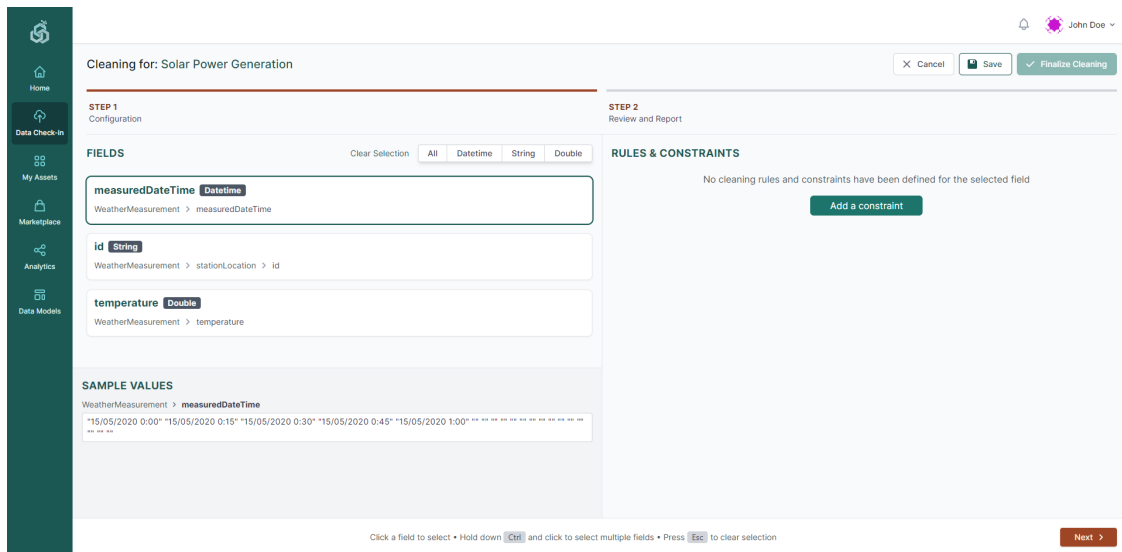 John Doe
Cleaning for: Solar Power Generation
Cancel
Save
Finalize Cleaning
Home
Data Check-in
My Assets
Marketplace
Analytics
Data Models
STEP 1
Configuration
STEP 2
Review and Report
FIELDS
Clear Selection
All
Datetime
String
Double
measuredDateTime Datetime
WeatherMeasurement > measuredDateTime
id String
WeatherMeasurement > stationLocation > id
temperature Double
WeatherMeasurement > temperature
SAMPLE VALUES
WeatherMeasurement > measuredDateTime
"15/05/2020 0:00" "15/05/2020 0:15" "15/05/2020 0:30" "15/05/2020 0:45" "15/05/2020 1:00" "" "" "" "" "" "" "" "" "" "" "" ""
"" "" ""
RULES & CONSTRAINTS
No cleaning rules and constraints have been defined for the selected field
Add a constraint
Click a field to select • Hold down Ctrl and click to select multiple fields • Press Esc to clear selection
Next >